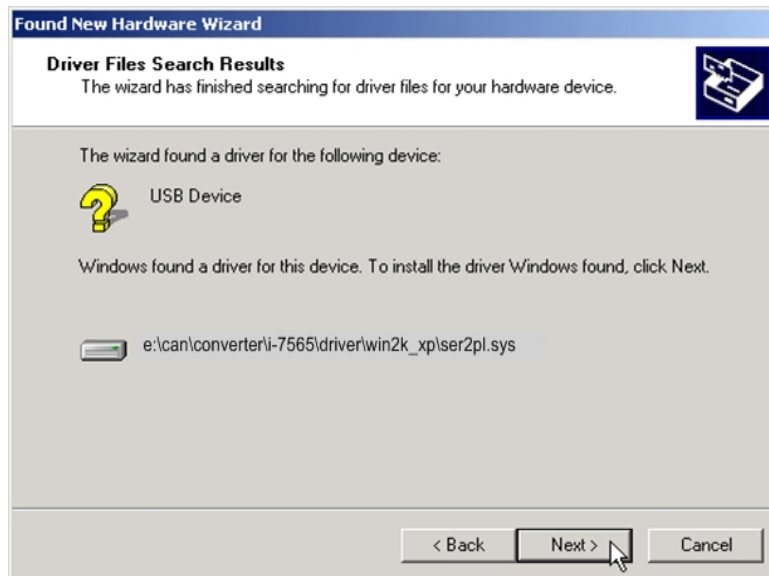 Found New Hardware Wizard
Driver Files Search Results
The wizard has finished searching for driver files for your hardware device.
The wizard found a driver for the following device:
USB Device
Windows found a driver for this device. To install the driver Windows found, click Next.
e:\can\converter\i-7565\driver\win2k_xp\ser2pl.sys
< Back Next > Cancel